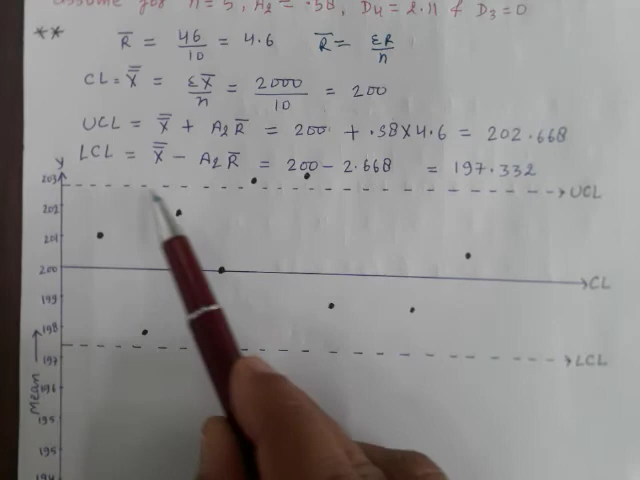 Assume for n = 5, A2 = .58, D4 = 2.11 & D3 = 0
** R̄ = 46/10 = 4.6 R̄ = ΣR/n
CL = X̿ = ΣX̄/n = 2000/10 = 200
UCL = X̿ + A2R̄ = 200 + .58×4.6 = 202.668
LCL = X̿ - A2R̄ = 200 - 2.668 = 197.332
Y
203
UCL
202
201
200
CL
199
198
197
LCL
196
195
195
194
Mean